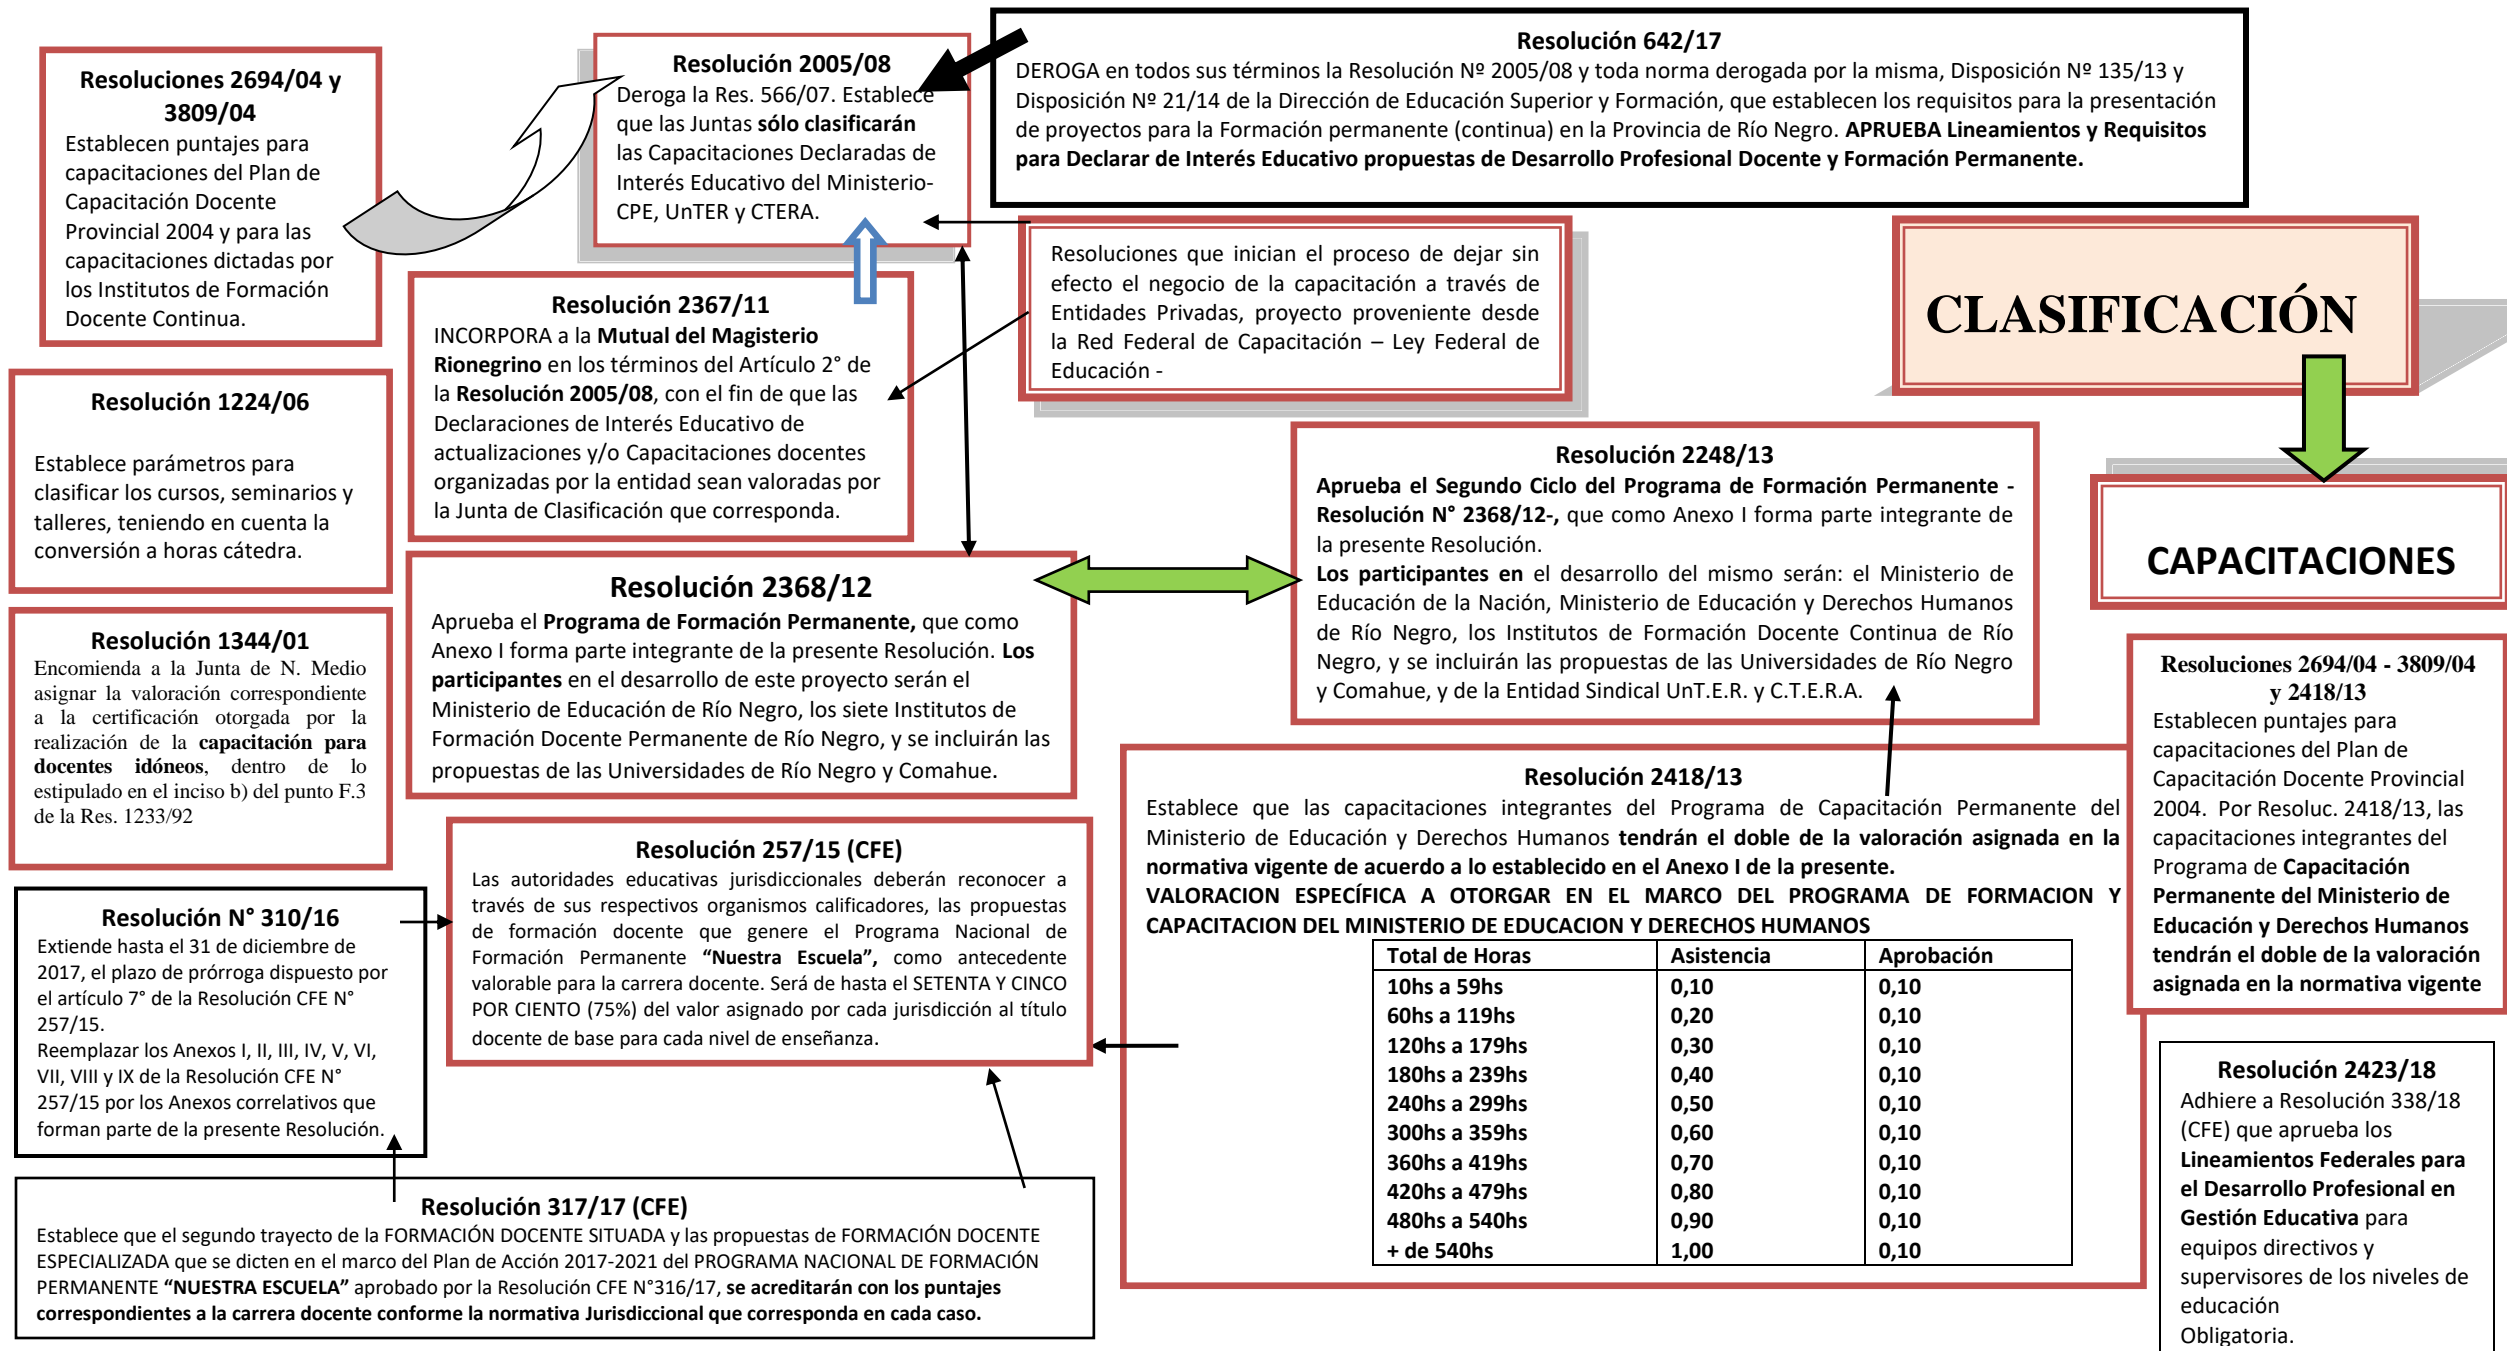 Resoluciones 2694/04 y
3809/04
Establecen puntajes para
capacitaciones del Plan de
Capacitación Docente
Provincial 2004 y para las
capacitaciones dictadas por
los Institutos de Formación
Docente Continua.
Resolución 2005/08
Deroga la Res. 566/07. Establece
que las Juntas sólo clasificarán
las Capacitaciones Declaradas de
Interés Educativo del Ministerio-
CPE, UnTER y CTERA.
Resolución 642/17
DEROGA en todos sus términos la Resolución Nº 2005/08 y toda norma derogada por la misma, Disposición Nº 135/13 y
Disposición Nº 21/14 de la Dirección de Educación Superior y Formación, que establecen los requisitos para la presentación
de proyectos para la Formación permanente (continua) en la Provincia de Río Negro. APRUEBA Lineamientos y Requisitos
para Declarar de Interés Educativo propuestas de Desarrollo Profesional Docente y Formación Permanente.
Resoluciones que inician el proceso de dejar sin
efecto el negocio de la capacitación a través de
Entidades Privadas, proyecto proveniente desde
la Red Federal de Capacitación – Ley Federal de
Educación -
CLASIFICACIÓN
Resolución 2367/11
INCORPORA a la Mutual del Magisterio
Rionegrino en los términos del Artículo 2° de
la Resolución 2005/08, con el fin de que las
Declaraciones de Interés Educativo de
actualizaciones y/o Capacitaciones docentes
organizadas por la entidad sean valoradas por
la Junta de Clasificación que corresponda.
Resolución 1224/06
Establece parámetros para
clasificar los cursos, seminarios y
talleres, teniendo en cuenta la
conversión a horas cátedra.
Resolución 2248/13
Aprueba el Segundo Ciclo del Programa de Formación Permanente -
Resolución N° 2368/12-, que como Anexo I forma parte integrante de
la presente Resolución.
Los participantes en el desarrollo del mismo serán: el Ministerio de
Educación de la Nación, Ministerio de Educación y Derechos Humanos
de Río Negro, los Institutos de Formación Docente Continua de Río
Negro, y se incluirán las propuestas de las Universidades de Río Negro
y Comahue, y de la Entidad Sindical UnT.E.R. y C.T.E.R.A.
CAPACITACIONES
Resolución 2368/12
Aprueba el Programa de Formación Permanente, que como
Anexo I forma parte integrante de la presente Resolución. Los
participantes en el desarrollo de este proyecto serán el
Ministerio de Educación de Río Negro, los siete Institutos de
Formación Docente Permanente de Río Negro, y se incluirán las
propuestas de las Universidades de Río Negro y Comahue.
Resolución 1344/01
Encomienda a la Junta de N. Medio
asignar la valoración correspondiente
a la certificación otorgada por la
realización de la capacitación para
docentes idóneos, dentro de lo
estipulado en el inciso b) del punto F.3
de la Res. 1233/92
Resoluciones 2694/04 - 3809/04
y 2418/13
Establecen puntajes para
capacitaciones del Plan de
Capacitación Docente Provincial
2004. Por Resoluc. 2418/13, las
capacitaciones integrantes del
Programa de Capacitación
Permanente del Ministerio de
Educación y Derechos Humanos
tendrán el doble de la valoración
asignada en la normativa vigente
Resolución 2418/13
Establece que las capacitaciones integrantes del Programa de Capacitación Permanente del
Ministerio de Educación y Derechos Humanos tendrán el doble de la valoración asignada en la
normativa vigente de acuerdo a lo establecido en el Anexo I de la presente.
VALORACION ESPECÍFICA A OTORGAR EN EL MARCO DEL PROGRAMA DE FORMACION Y
CAPACITACION DEL MINISTERIO DE EDUCACION Y DERECHOS HUMANOS
Total de Horas Asistencia Aprobación
10hs a 59hs 0,10 0,10
60hs a 119hs 0,20 0,10
120hs a 179hs 0,30 0,10
180hs a 239hs 0,40 0,10
240hs a 299hs 0,50 0,10
300hs a 359hs 0,60 0,10
360hs a 419hs 0,70 0,10
420hs a 479hs 0,80 0,10
480hs a 540hs 0,90 0,10
+ de 540hs 1,00 0,10
Resolución 257/15 (CFE)
Las autoridades educativas jurisdiccionales deberán reconocer a
través de sus respectivos organismos calificadores, las propuestas
de formación docente que genere el Programa Nacional de
Formación Permanente “Nuestra Escuela”, como antecedente
valorable para la carrera docente. Será de hasta el SETENTA Y CINCO
POR CIENTO (75%) del valor asignado por cada jurisdicción al título
docente de base para cada nivel de enseñanza.
Resolución N° 310/16
Extiende hasta el 31 de diciembre de
2017, el plazo de prórroga dispuesto por
el artículo 7° de la Resolución CFE N°
257/15.
Reemplazar los Anexos I, II, III, IV, V, VI,
VII, VIII y IX de la Resolución CFE N°
257/15 por los Anexos correlativos que
forman parte de la presente Resolución.
Resolución 2423/18
Adhiere a Resolución 338/18
(CFE) que aprueba los
Lineamientos Federales para
el Desarrollo Profesional en
Gestión Educativa para
equipos directivos y
supervisores de los niveles de
educación
Obligatoria.
Resolución 317/17 (CFE)
Establece que el segundo trayecto de la FORMACIÓN DOCENTE SITUADA y las propuestas de FORMACIÓN DOCENTE
ESPECIALIZADA que se dicten en el marco del Plan de Acción 2017-2021 del PROGRAMA NACIONAL DE FORMACIÓN
PERMANENTE “NUESTRA ESCUELA” aprobado por la Resolución CFE N°316/17, se acreditarán con los puntajes
correspondientes a la carrera docente conforme la normativa Jurisdiccional que corresponda en cada caso.